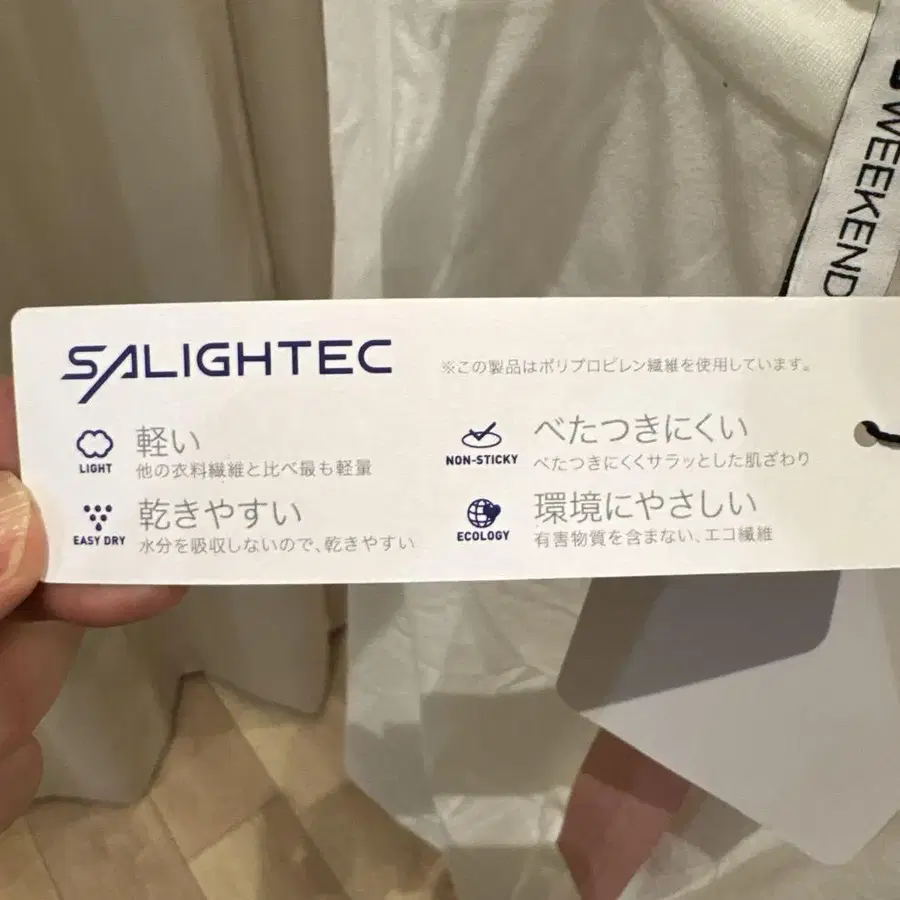 WEEKEND
SALIGHTEC
※この製品はポリプロピレン繊維を使用しています。
LIGHT
軽い
他の衣料繊維と比べ最も軽量
NON-STICKY
べたつきにくい
べたつきにくくサラッとした肌ざわり
EASY DRY
乾きやすい
水分を吸収しないので、乾きやすい
ECOLOGY
環境にやさしい
有害物質を含まない、エコ繊維